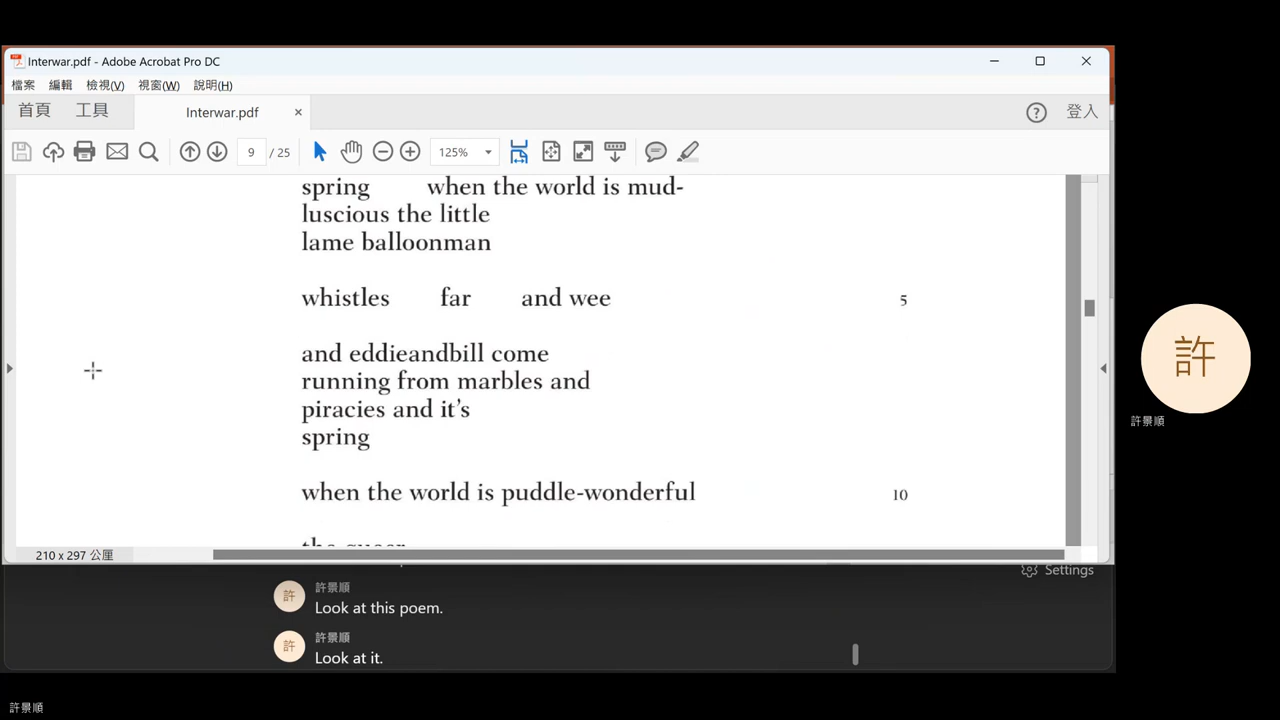 Interwar.pdf - Adobe Acrobat Pro DC
檔案 編輯 檢視(V) 視窗(W) 說明(H)
首頁 工具 Interwar.pdf × ? 登入
9 / 25 125%
spring when the world is mud-
luscious the little
lame balloonman
whistles far and wee 5
and eddieandbill come
running from marbles and
piracies and it's
spring
when the world is puddle-wonderful 10
the queer
210 x 297 公厘
Settings
許 許景順
Look at this poem.
許 許景順
Look at it.
許
許景順
許景順